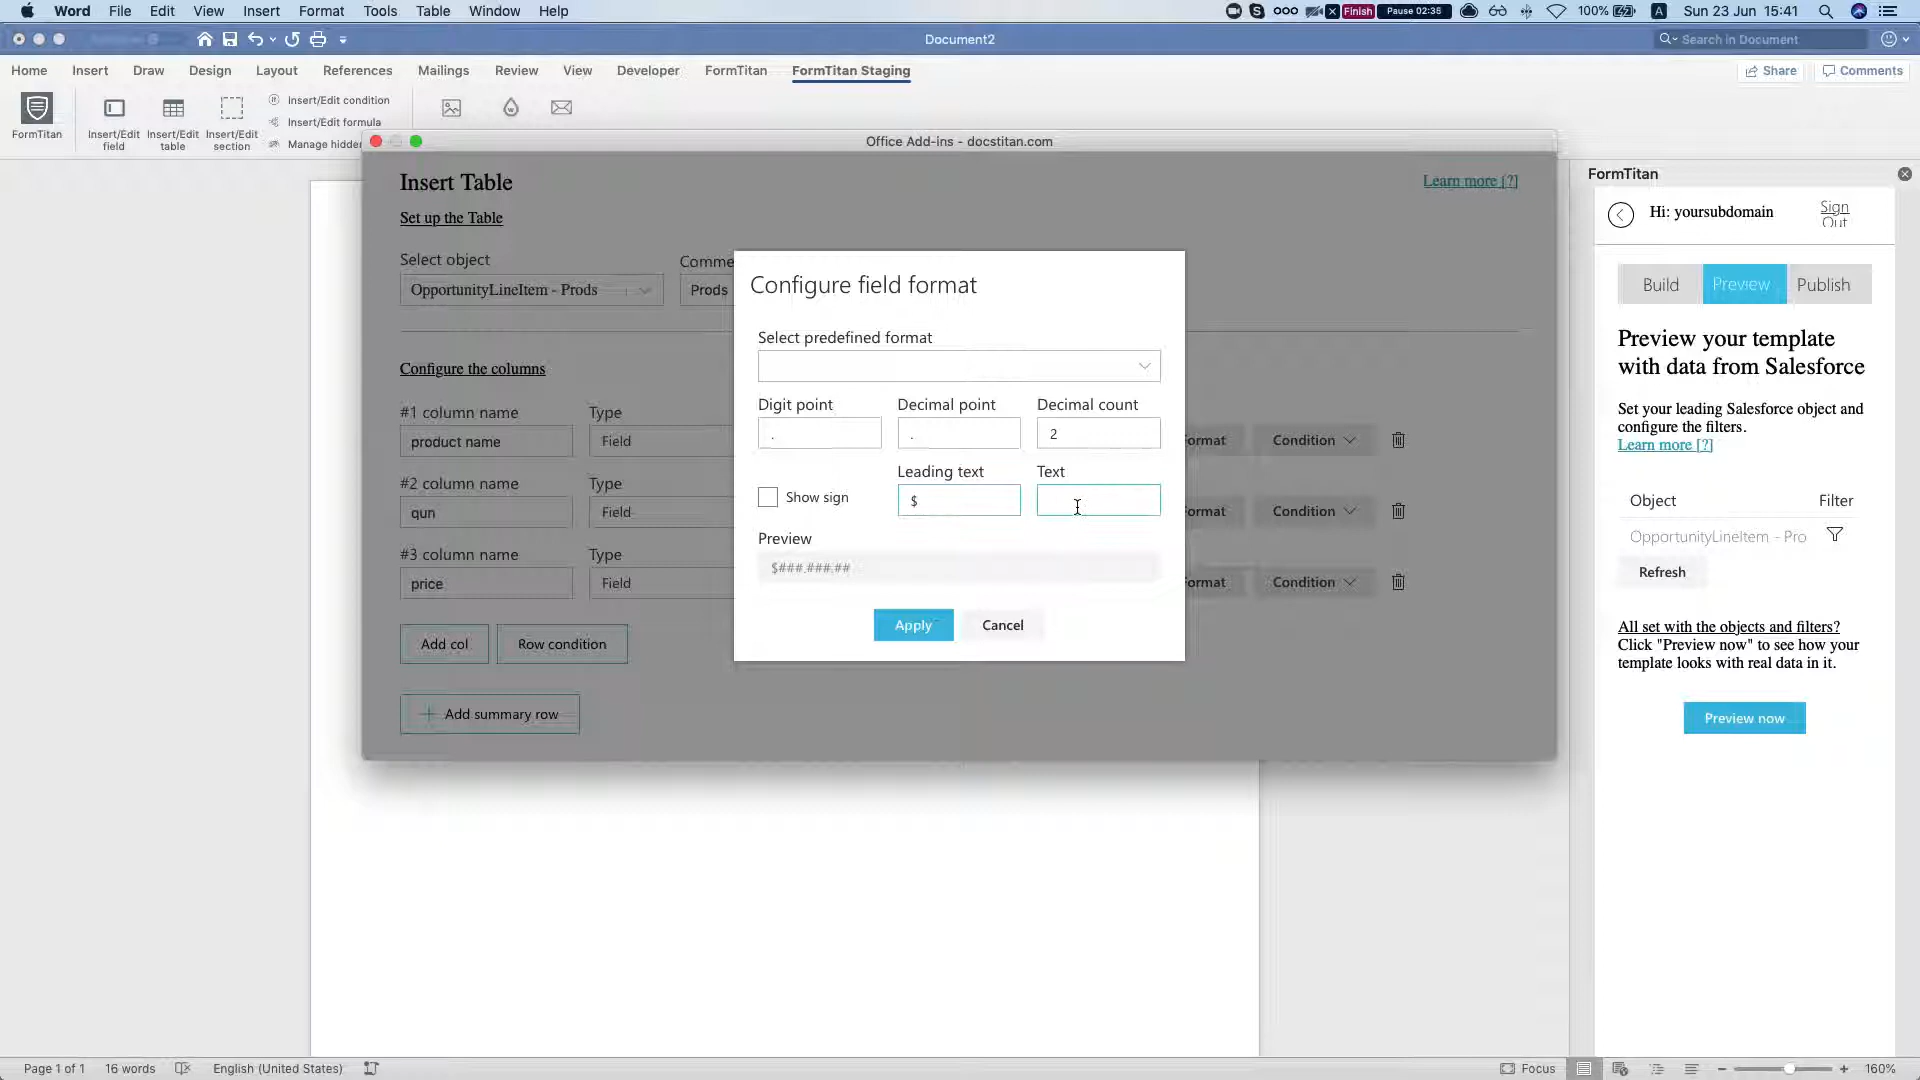 Word File Edit View Insert Format Tools Table Window Help
Finish Pause 02:35 100% A Sun 23 Jun 15:41
Document2
Search in Document
Home Insert Draw Design Layout References Mailings Review View Developer FormTitan FormTitan Staging
Share Comments
FormTitan
Insert/Edit field
Insert/Edit table
Insert/Edit section
Insert/Edit condition
Insert/Edit formula
Manage hidde
Office Add-ins - docstitan.com
Insert Table
Learn more [?]
Set up the Table
Select object
OpportunityLineItem - Prods
Comme
Prods
Configure the columns
#1 column name Type
product name Field
ormat Condition
#2 column name Type
qun Field
ormat Condition
#3 column name Type
price Field
ormat Condition
Add col Row condition
Add summary row
Configure field format
Select predefined format
Digit point Decimal point Decimal count
. . 2
Leading text Text
Show sign $
Preview
$###.###.##
Apply Cancel
FormTitan
Hi: yoursubdomain
Sign
Out
Build Preview Publish
Preview your template
with data from Salesforce
Set your leading Salesforce object and
configure the filters.
Learn more [?]
Object Filter
OpportunityLineItem - Pro
Refresh
All set with the objects and filters?
Click "Preview now" to see how your
template looks with real data in it.
Preview now
Page 1 of 1 16 words English (United States)
Focus 160%